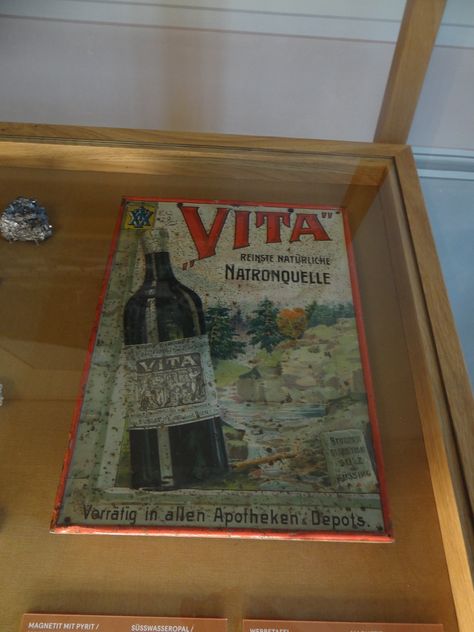 „VITA"
REINSTE NATÜRLICHE
NATRONQUELLE
VITA
Vorrätig in allen Apotheken & Depots.
MAGNETIT MIT PYRIT /
SÜSSWASSEROPAL /
WERBETAFEL